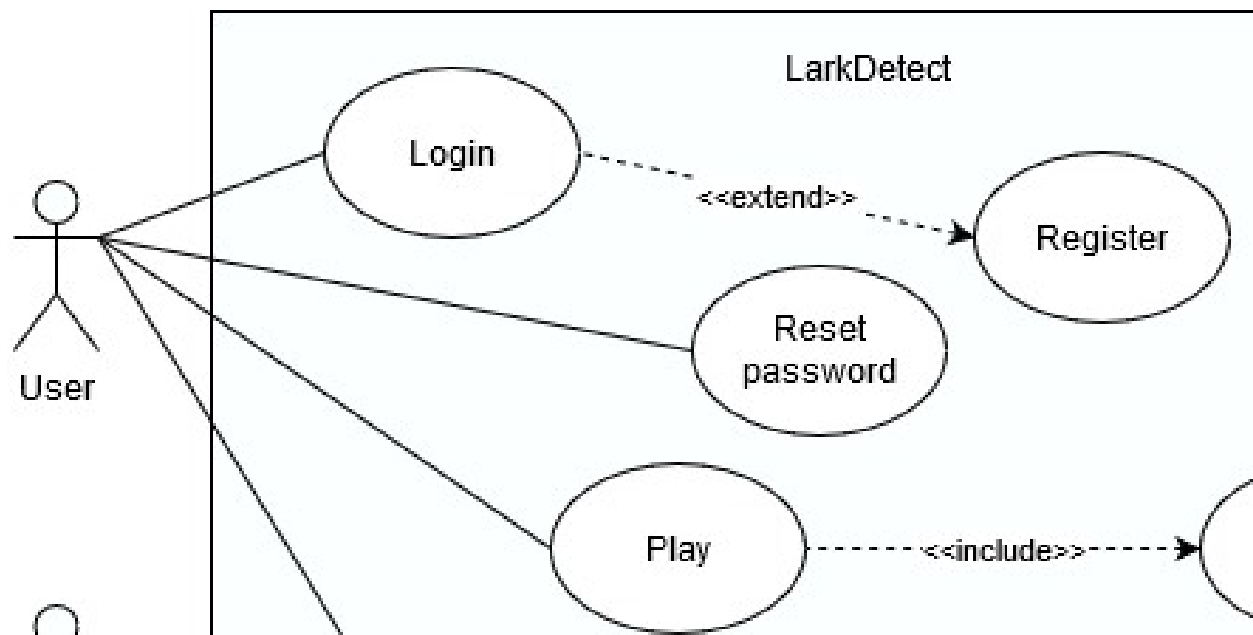 LarkDetect
Login
<<extend>>
Register
Reset
password
User
Play
<<include>>